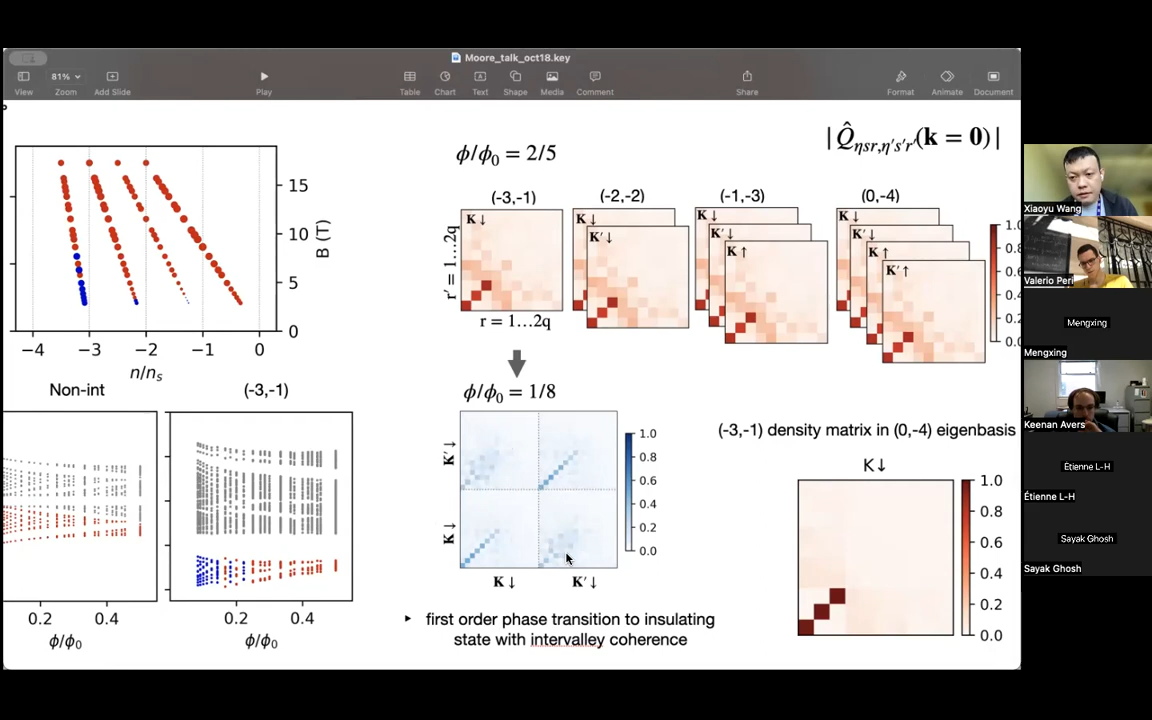 Moore_talk_oct18.key
81%
View
Zoom
Add Slide
Play
Table
Chart
Text
Shape
Media
Comment
Share
Format
Animate
Document
15
10
5
0
B (T)
−4
−3
−2
−1
0
n/nₛ
ϕ/ϕ₀ = 2/5
|Q̂_{ηsr,η′s′r′}(k = 0)|
(-3,-1)
(-2,-2)
(-1,-3)
(0,-4)
K ↓
r′ = 1…2q
r = 1…2q
K ↓
K′ ↓
K ↓
K′ ↓
K ↑
K ↓
K′ ↓
K ↑
K′ ↑
1.0
0.8
0.6
0.4
0.2
0.0
Non-int
(-3,-1)
0.2
0.4
ϕ/ϕ₀
0.2
0.4
ϕ/ϕ₀
ϕ/ϕ₀ = 1/8
K′ ↓
K ↓
K ↓
K′ ↓
1.0
0.8
0.6
0.4
0.2
0.0
‣ first order phase transition to insulating
state with intervalley coherence
(-3,-1) density matrix in (0,-4) eigenbasis
K↓
1.0
0.8
0.6
0.4
0.2
0.0
Xiaoyu Wang
Valerio Peri
Mengxing
Mengxing
Keenan Avers
Étienne L-H
Étienne L-H
Sayak Ghosh
Sayak Ghosh